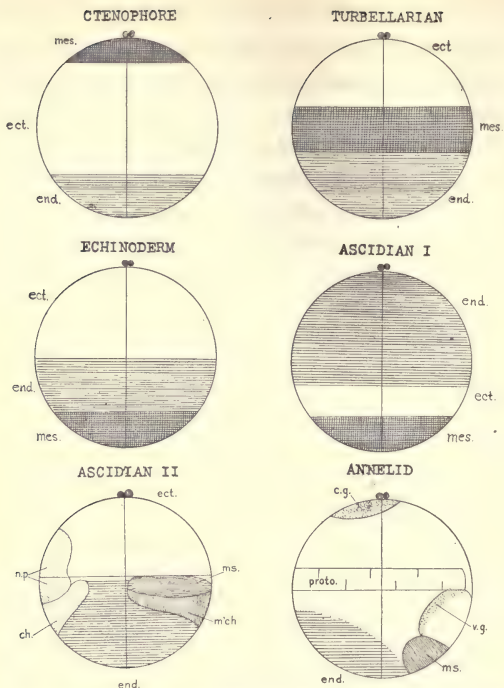 CTENOPHORE
mes.
ect.
end.
TURBELLARIAN
ect
mes.
end.
ECHINODERM
ect.
end.
mes.
ASCIDIAN I
end.
ect.
mes.
ASCIDIAN II
ect.
n.p.
ms.
m'ch
ch.
end.
ANNELID
c.g.
proto.
v.g.
ms.
end.